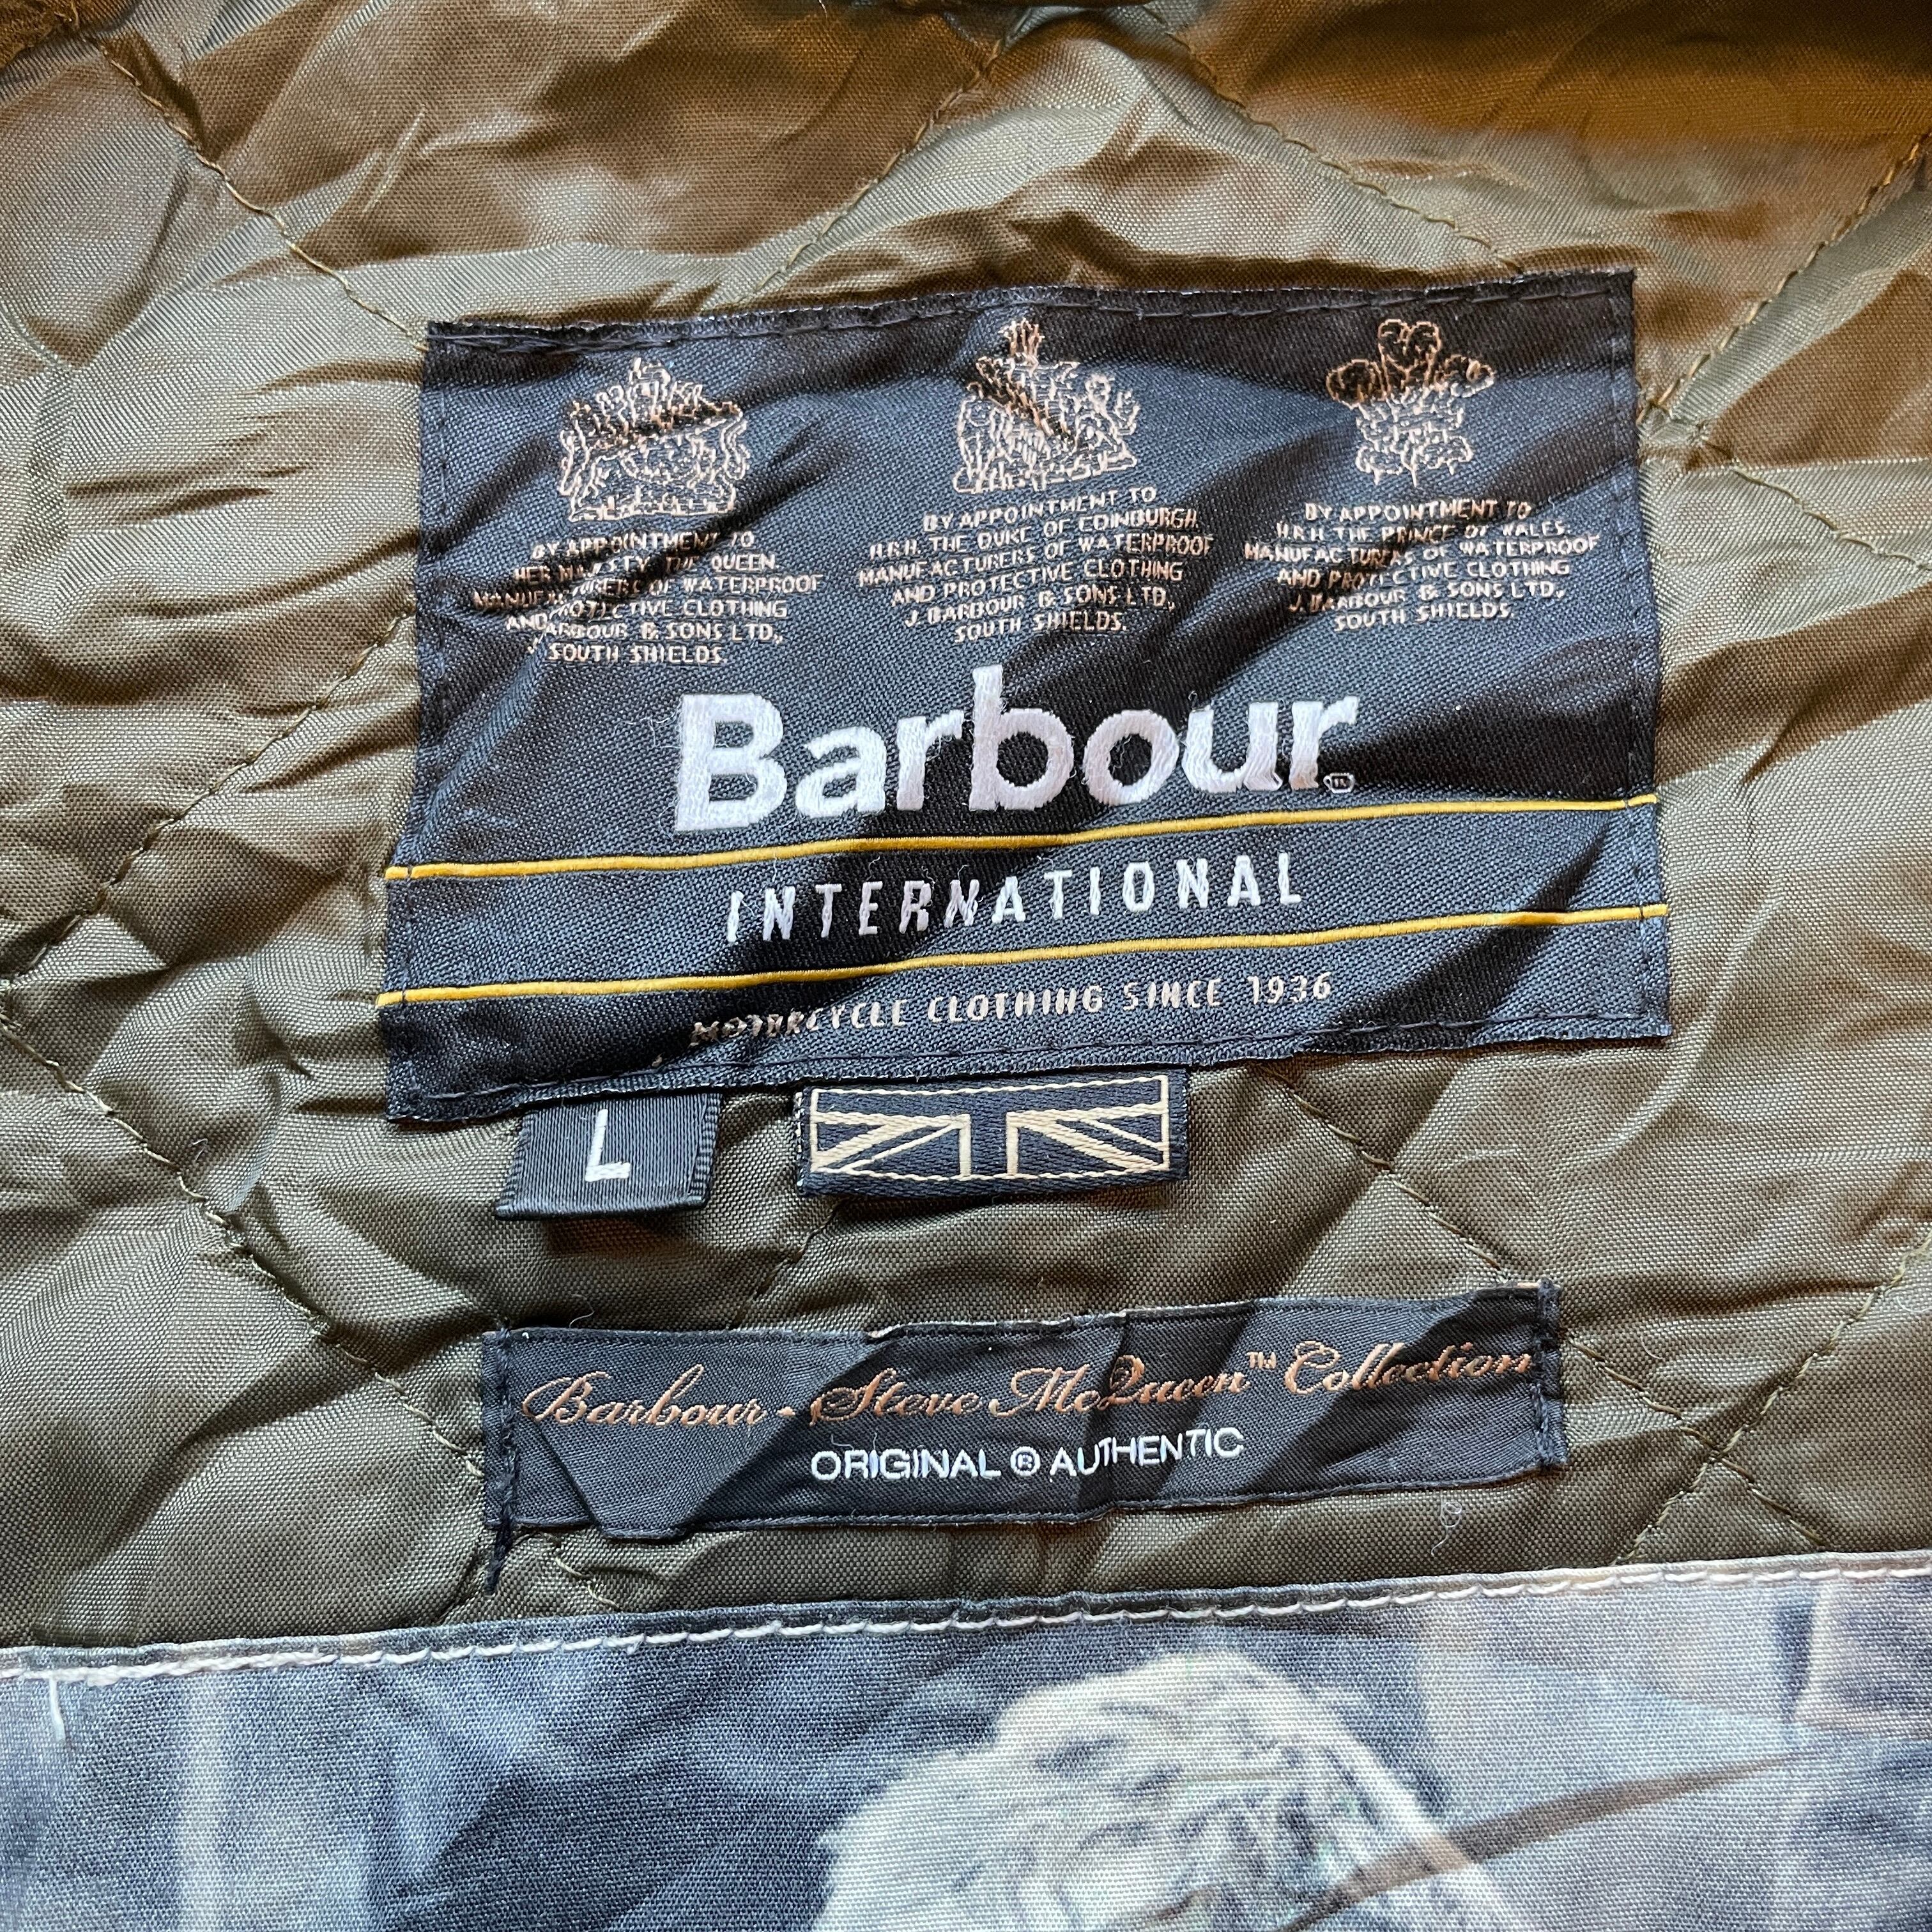 BY APPOINTMENT TO
HER MAJESTY THE QUEEN
MANUFACTURERS OF WATERPROOF
AND PROTECTIVE CLOTHING
J. BARBOUR & SONS LTD.,
SOUTH SHIELDS.
BY APPOINTMENT TO
H.R.H. THE DUKE OF EDINBURGH
MANUFACTURERS OF WATERPROOF
AND PROTECTIVE CLOTHING
J. BARBOUR & SONS LTD.,
SOUTH SHIELDS.
BY APPOINTMENT TO
H.R.H. THE PRINCE OF WALES.
MANUFACTURERS OF WATERPROOF
AND PROTECTIVE CLOTHING
J. BARBOUR & SONS LTD.,
SOUTH SHIELDS.
Barbour®
INTERNATIONAL
MOTORCYCLE CLOTHING SINCE 1936
L
Barbour - Steve McQueen™ Collection
ORIGINAL ® AUTHENTIC